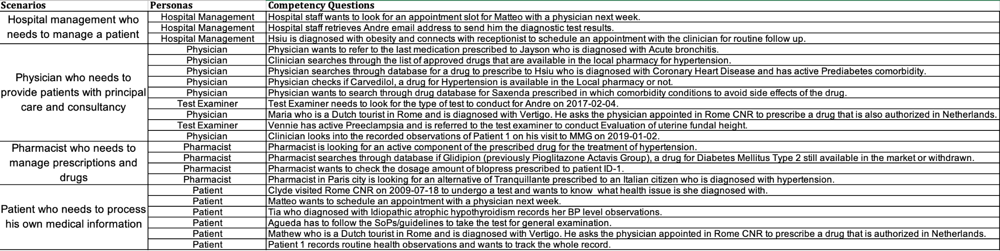 Scenarios Personas Competency Questions
Hospital management who
needs to manage a patient
Hospital Management Hospital staff wants to look for an appointment slot for Matteo with a physician next week.
Hospital Management Hospital staff retrieves Andre email address to send him the diagnostic test results.
Hospital Management Hsiu is diagnosed with obesity and connects with receptionist to schedule an appointment with the clinician for routine follow up.
Physician who needs to
provide patients with principal
care and consultancy
Physician Physician wants to refer to the last medication prescribed to Jayson who is diagnosed with Acute bronchitis.
Physician Clinician searches through the list of approved drugs that are available in the local pharmacy for hypertension.
Physician Physician searches through database for a drug to prescribe to Hsiu who is diagnosed with Coronary Heart Disease and has active Prediabetes comorbidity.
Physician Physician checks if Carvedilol, a drug for Hypertension is available in the Local pharmacy or not.
Physician Physician wants to search through drug database for Saxenda prescribed in which comorbidity conditions to avoid side effects of the drug.
Test Examiner Test Examiner needs to look for the type of test to conduct for Andre on 2017-02-04.
Physician Maria who is a Dutch tourist in Rome and is diagnosed with Vertigo. He asks the physician appointed in Rome CNR to prescribe a drug that is also authorized in Netherlands.
Test Examiner Vennie has active Preeclampsia and is referred to the test examiner to conduct Evaluation of uterine fundal height.
Physician Clinician looks into the recorded observations of Patient 1 on his visit to MMG on 2019-01-02.
Pharmacist who needs to
manage prescriptions and
drugs
Pharmacist Pharmacist is looking for an active component of the prescribed drug for the treatment of hypertension.
Pharmacist Pharmacist searches through database if Glidipion (previously Pioglitazone Actavis Group), a drug for Diabetes Mellitus Type 2 still available in the market or withdrawn.
Pharmacist Pharmacist wants to check the dosage amount of blopress prescribed to patient ID-1.
Pharmacist Pharmacist in Paris city is looking for an alternative of Tranquillante prescribed to an Italian citizen who is diagnosed with hypertension.
Patient who needs to process
his own medical information
Patient Clyde visited Rome CNR on 2009-07-18 to undergo a test and wants to know what health issue is she diagnosed with.
Patient Matteo wants to schedule an appointment with a physician next week.
Patient Tia who diagnosed with Idiopathic atrophic hypothyroidism records her BP level observations.
Patient Agueda has to follow the SoPs/guidelines to take the test for general examination.
Patient Mathew who is a Dutch tourist in Rome and is diagnosed with Vertigo. He asks the physician appointed in Rome CNR to prescribe a drug that is authorized in Netherlands.
Patient Patient 1 records routine health observations and wants to track the whole record.